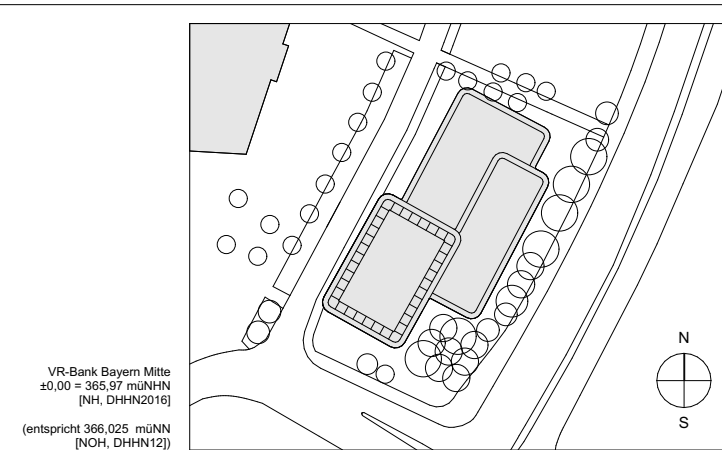 VR-Bank Bayern Mitte
±0,00 = 365,97 müNHN
[NH, DHHN2016]
(entspricht 366,025 müNN
[NOH, DHHN12])
N
S